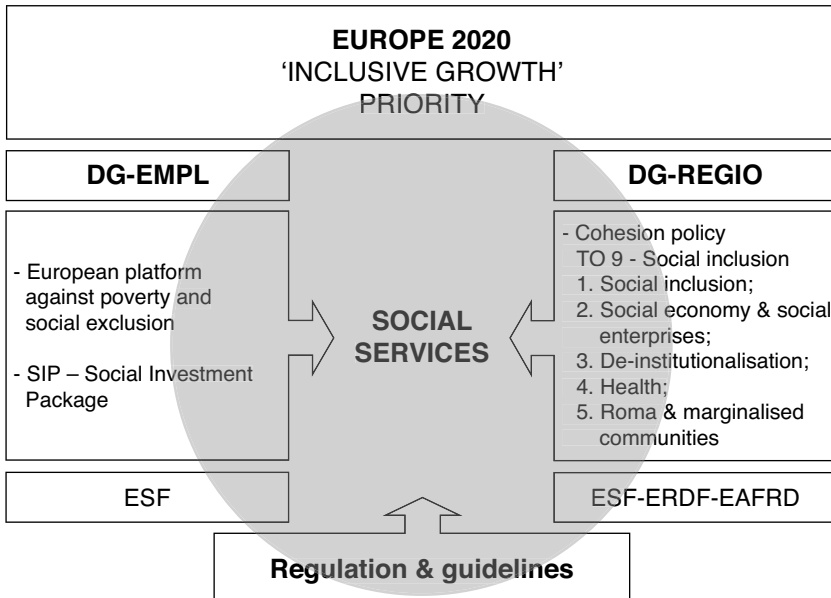 EUROPE 2020
‘INCLUSIVE GROWTH’
PRIORITY
DG-EMPL
- European platform
against poverty and
social exclusion
- SIP – Social Investment
Package
ESF
SOCIAL
SERVICES
DG-REGIO
- Cohesion policy
TO 9 - Social inclusion
1. Social inclusion;
2. Social economy & social
enterprises;
3. De-institutionalisation;
4. Health;
5. Roma & marginalised
communities
ESF-ERDF-EAFRD
Regulation & guidelines